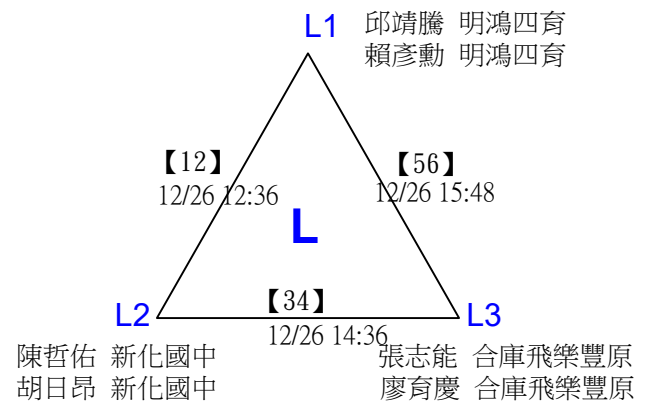 L1 邱靖騰 明鴻四育
賴彥勳 明鴻四育
【12】
12/26 12:36
【56】
12/26 15:48
L
【34】
12/26 14:36
L2
陳哲佑 新化國中
胡日昂 新化國中
L3
張志能 合庫飛樂豐原
廖育慶 合庫飛樂豐原